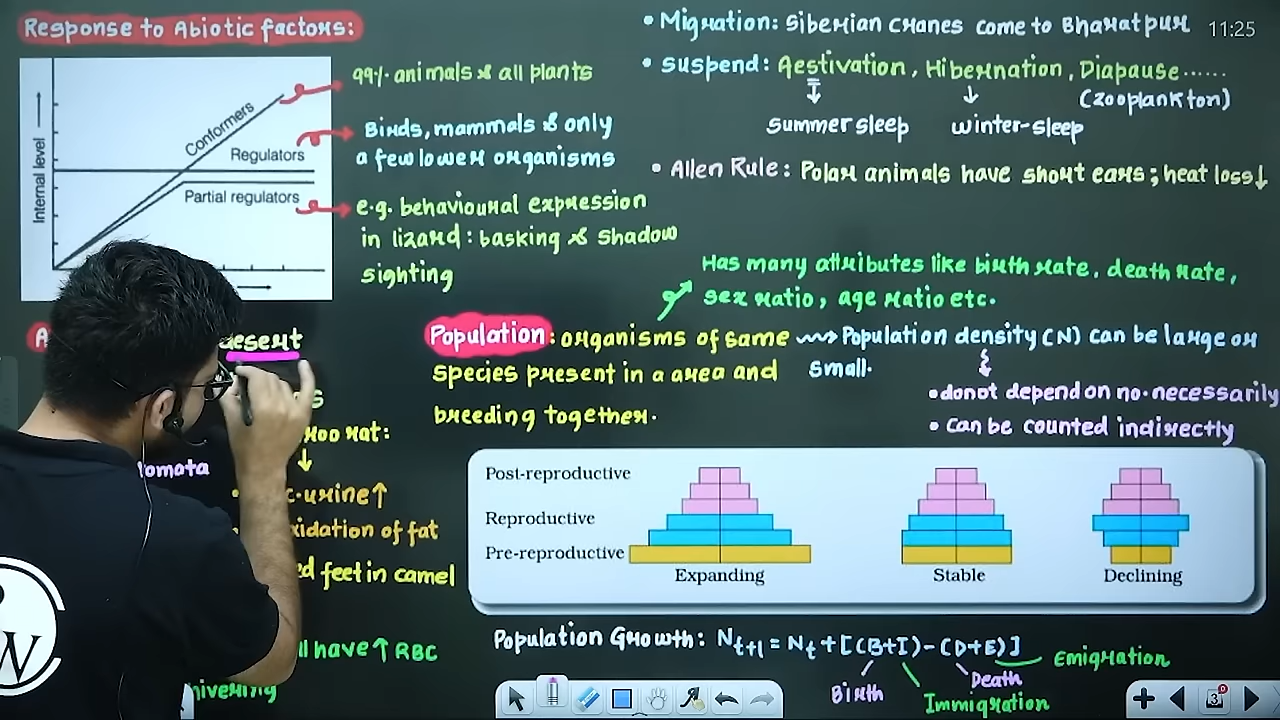 Response to Abiotic factors:
Internal level
Conformers
Regulators
Partial regulators
99% animals & all plants
Birds, mammals & only
a few lower organisms
e.g. behavioural expression
in lizard: basking & shadow
sighting
• Migration: Siberian cranes come to Bharatpur
11:25
• suspend: Aestivation, Hibernation, Diapause......
(zooplankton)
summer sleep
winter-sleep
• Allen Rule: Polar animals have short ears; heat loss↓
Has many attributes like birth rate, death rate,
sex ratio, age ratio etc.
Population: organisms of same
species present in a area and
breeding together.
Population density (N) can be large or
small.
• donot depend on no. necessarily
• Can be counted indirectly
desert
rat:
urine↑
of fat
feet in camel
have ↑ RBC
Post-reproductive
Reproductive
Pre-reproductive
Expanding
Stable
Declining
Population Growth: Nt+1 = Nt + [(B+I) - (D+E)]
Emigration
Death
Birth
Immigration
W
3